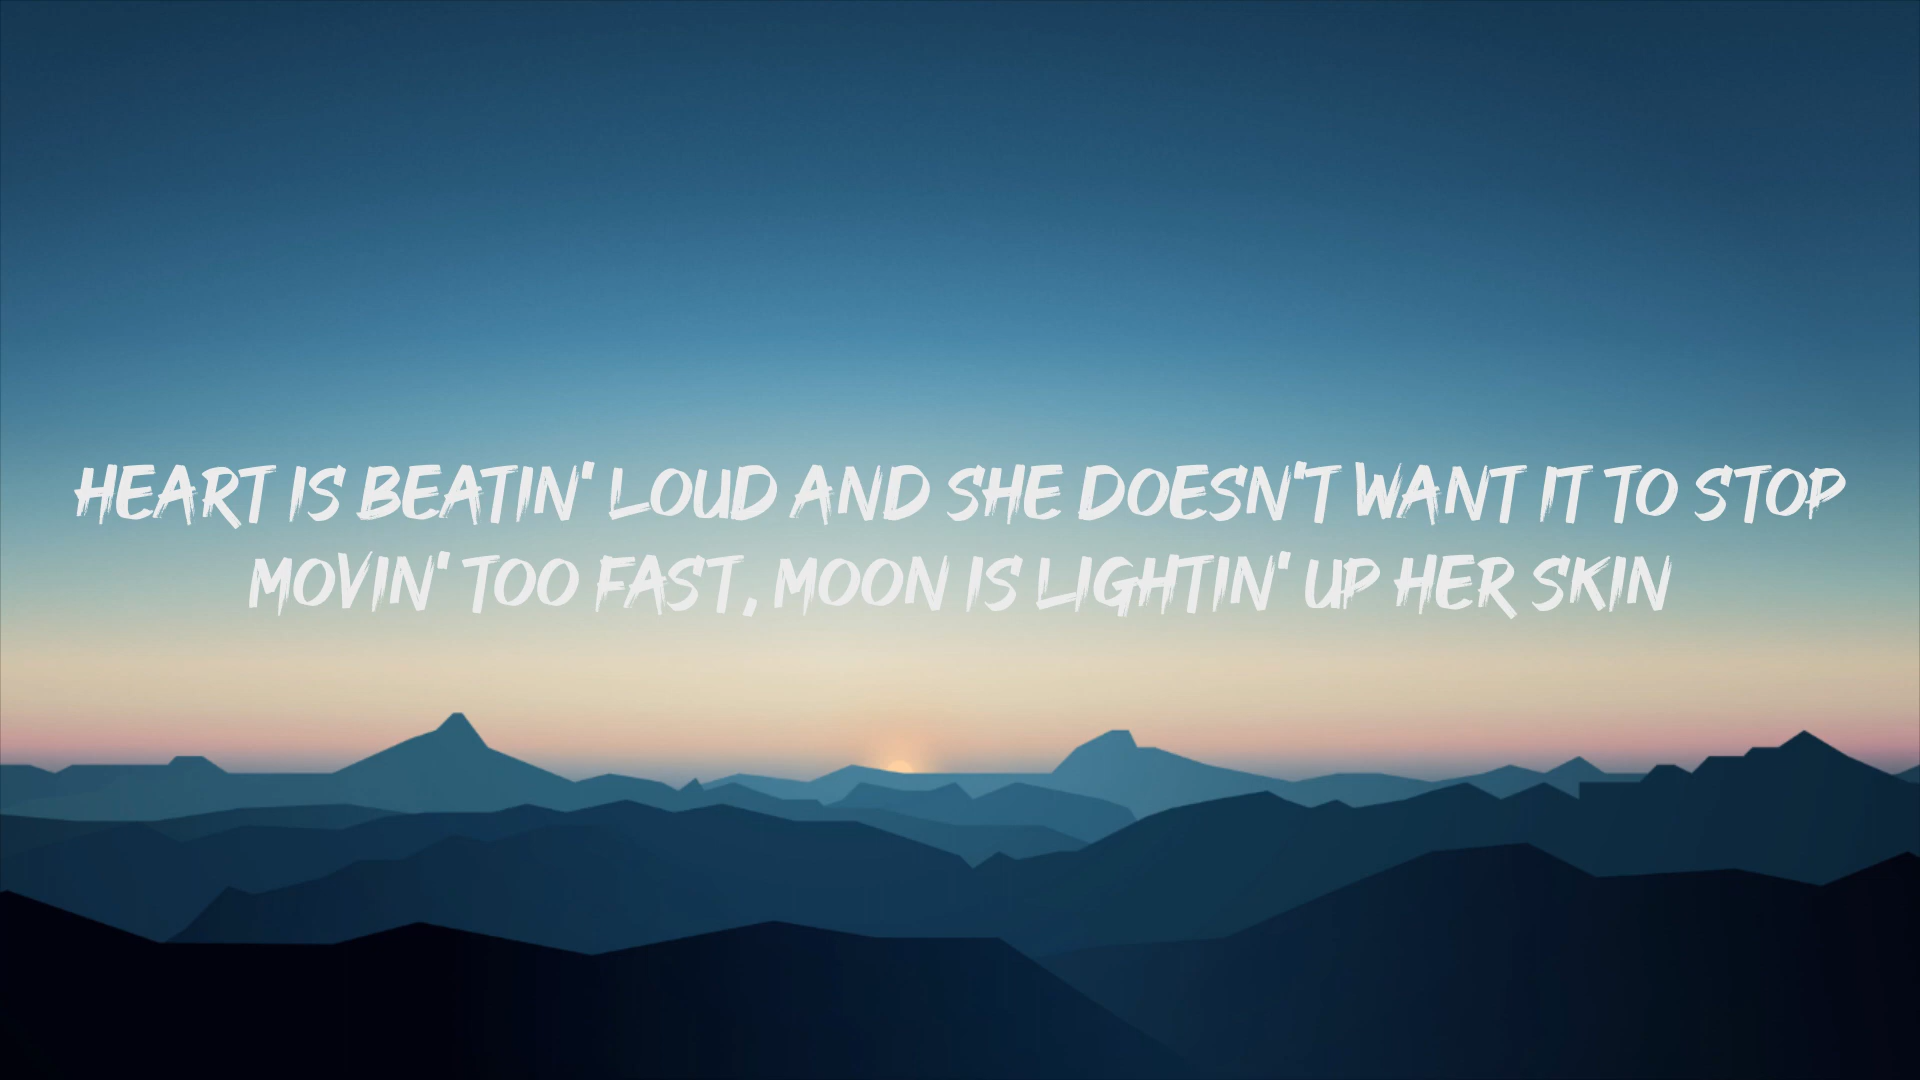 HEART IS BEATIN' LOUD AND SHE DOESN'T WANT IT TO STOP
MOVIN' TOO FAST, MOON IS LIGHTIN' UP HER SKIN